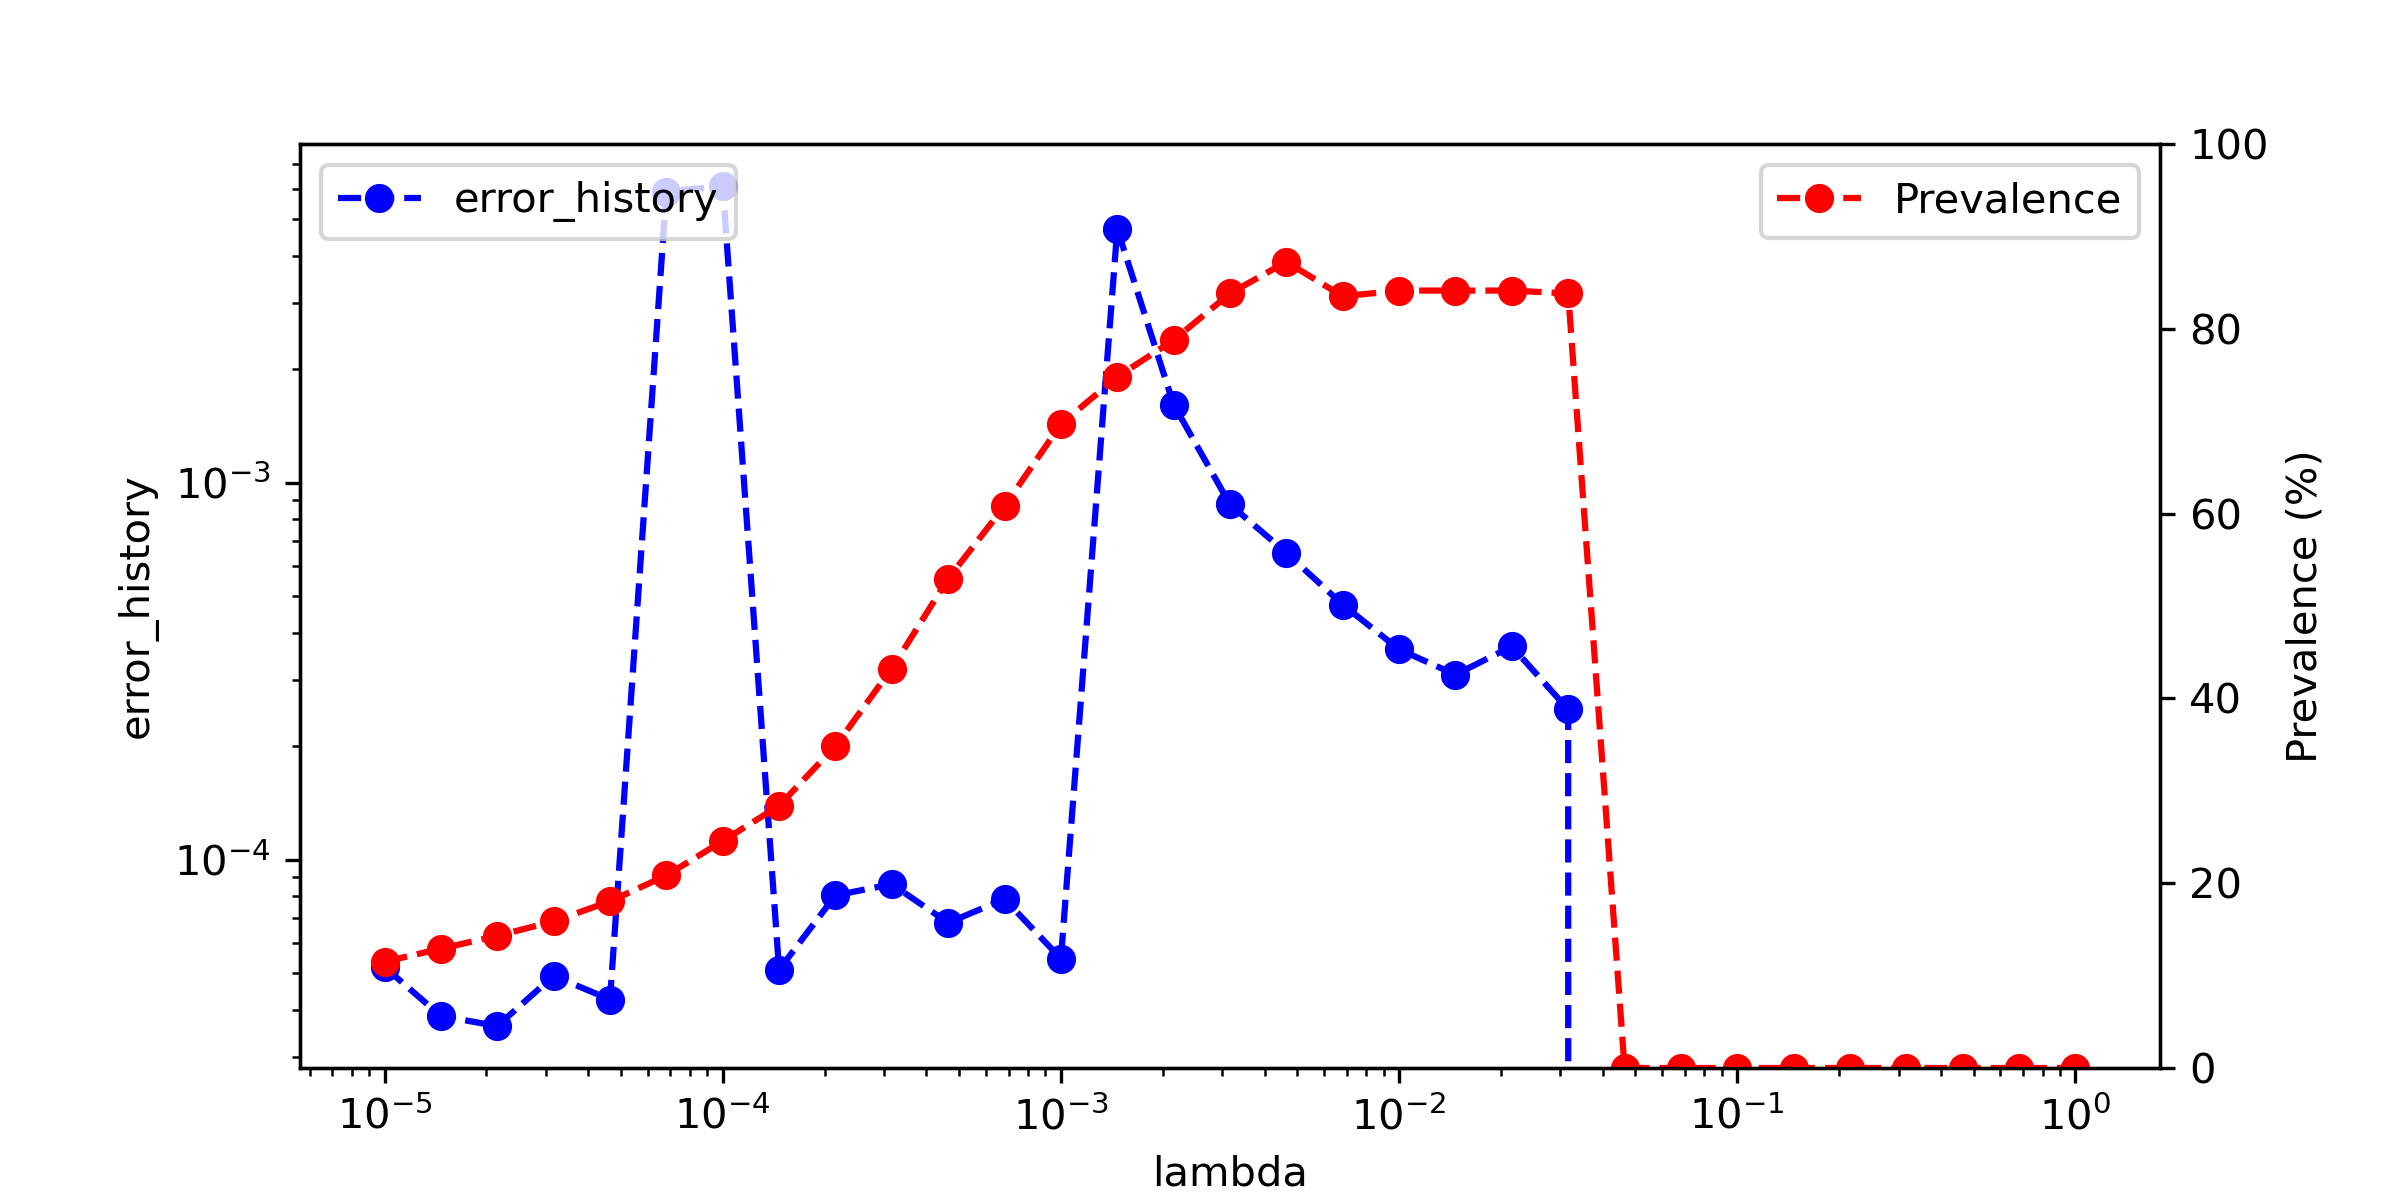 error_history
Prevalence
100
80
60
40
20
0
Prevalence (%)
error_history
10⁻³
10⁻⁴
10⁻⁵ 10⁻⁴ 10⁻³ 10⁻² 10⁻¹ 10⁰
lambda